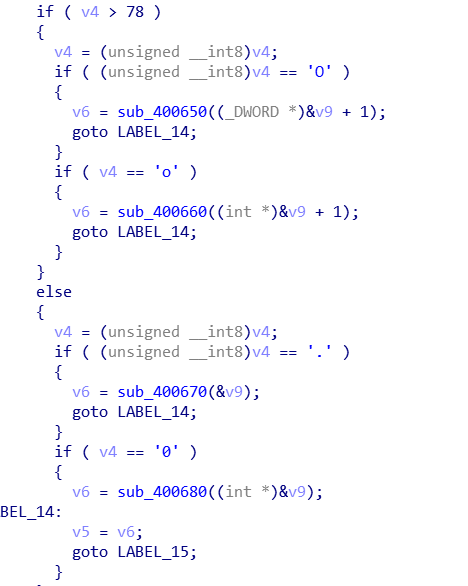 if ( v4 > 78 )
{
v4 = (unsigned __int8)v4;
if ( (unsigned __int8)v4 == 'O' )
{
v6 = sub_400650((_DWORD *)&v9 + 1);
goto LABEL_14;
}
if ( v4 == 'o' )
{
v6 = sub_400660((int *)&v9 + 1);
goto LABEL_14;
}
}
else
{
v4 = (unsigned __int8)v4;
if ( (unsigned __int8)v4 == '.' )
{
v6 = sub_400670(&v9);
goto LABEL_14;
}
if ( v4 == '0' )
{
v6 = sub_400680((int *)&v9);
BEL_14:
v5 = v6;
goto LABEL_15;
}